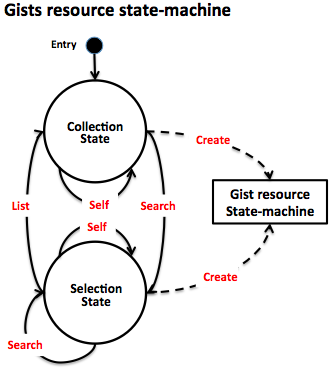 Gists resource state-machine
Entry
Collection
State
Create
Gist resource
State-machine
List
Self
Search
Self
Selection
State
Create
Search